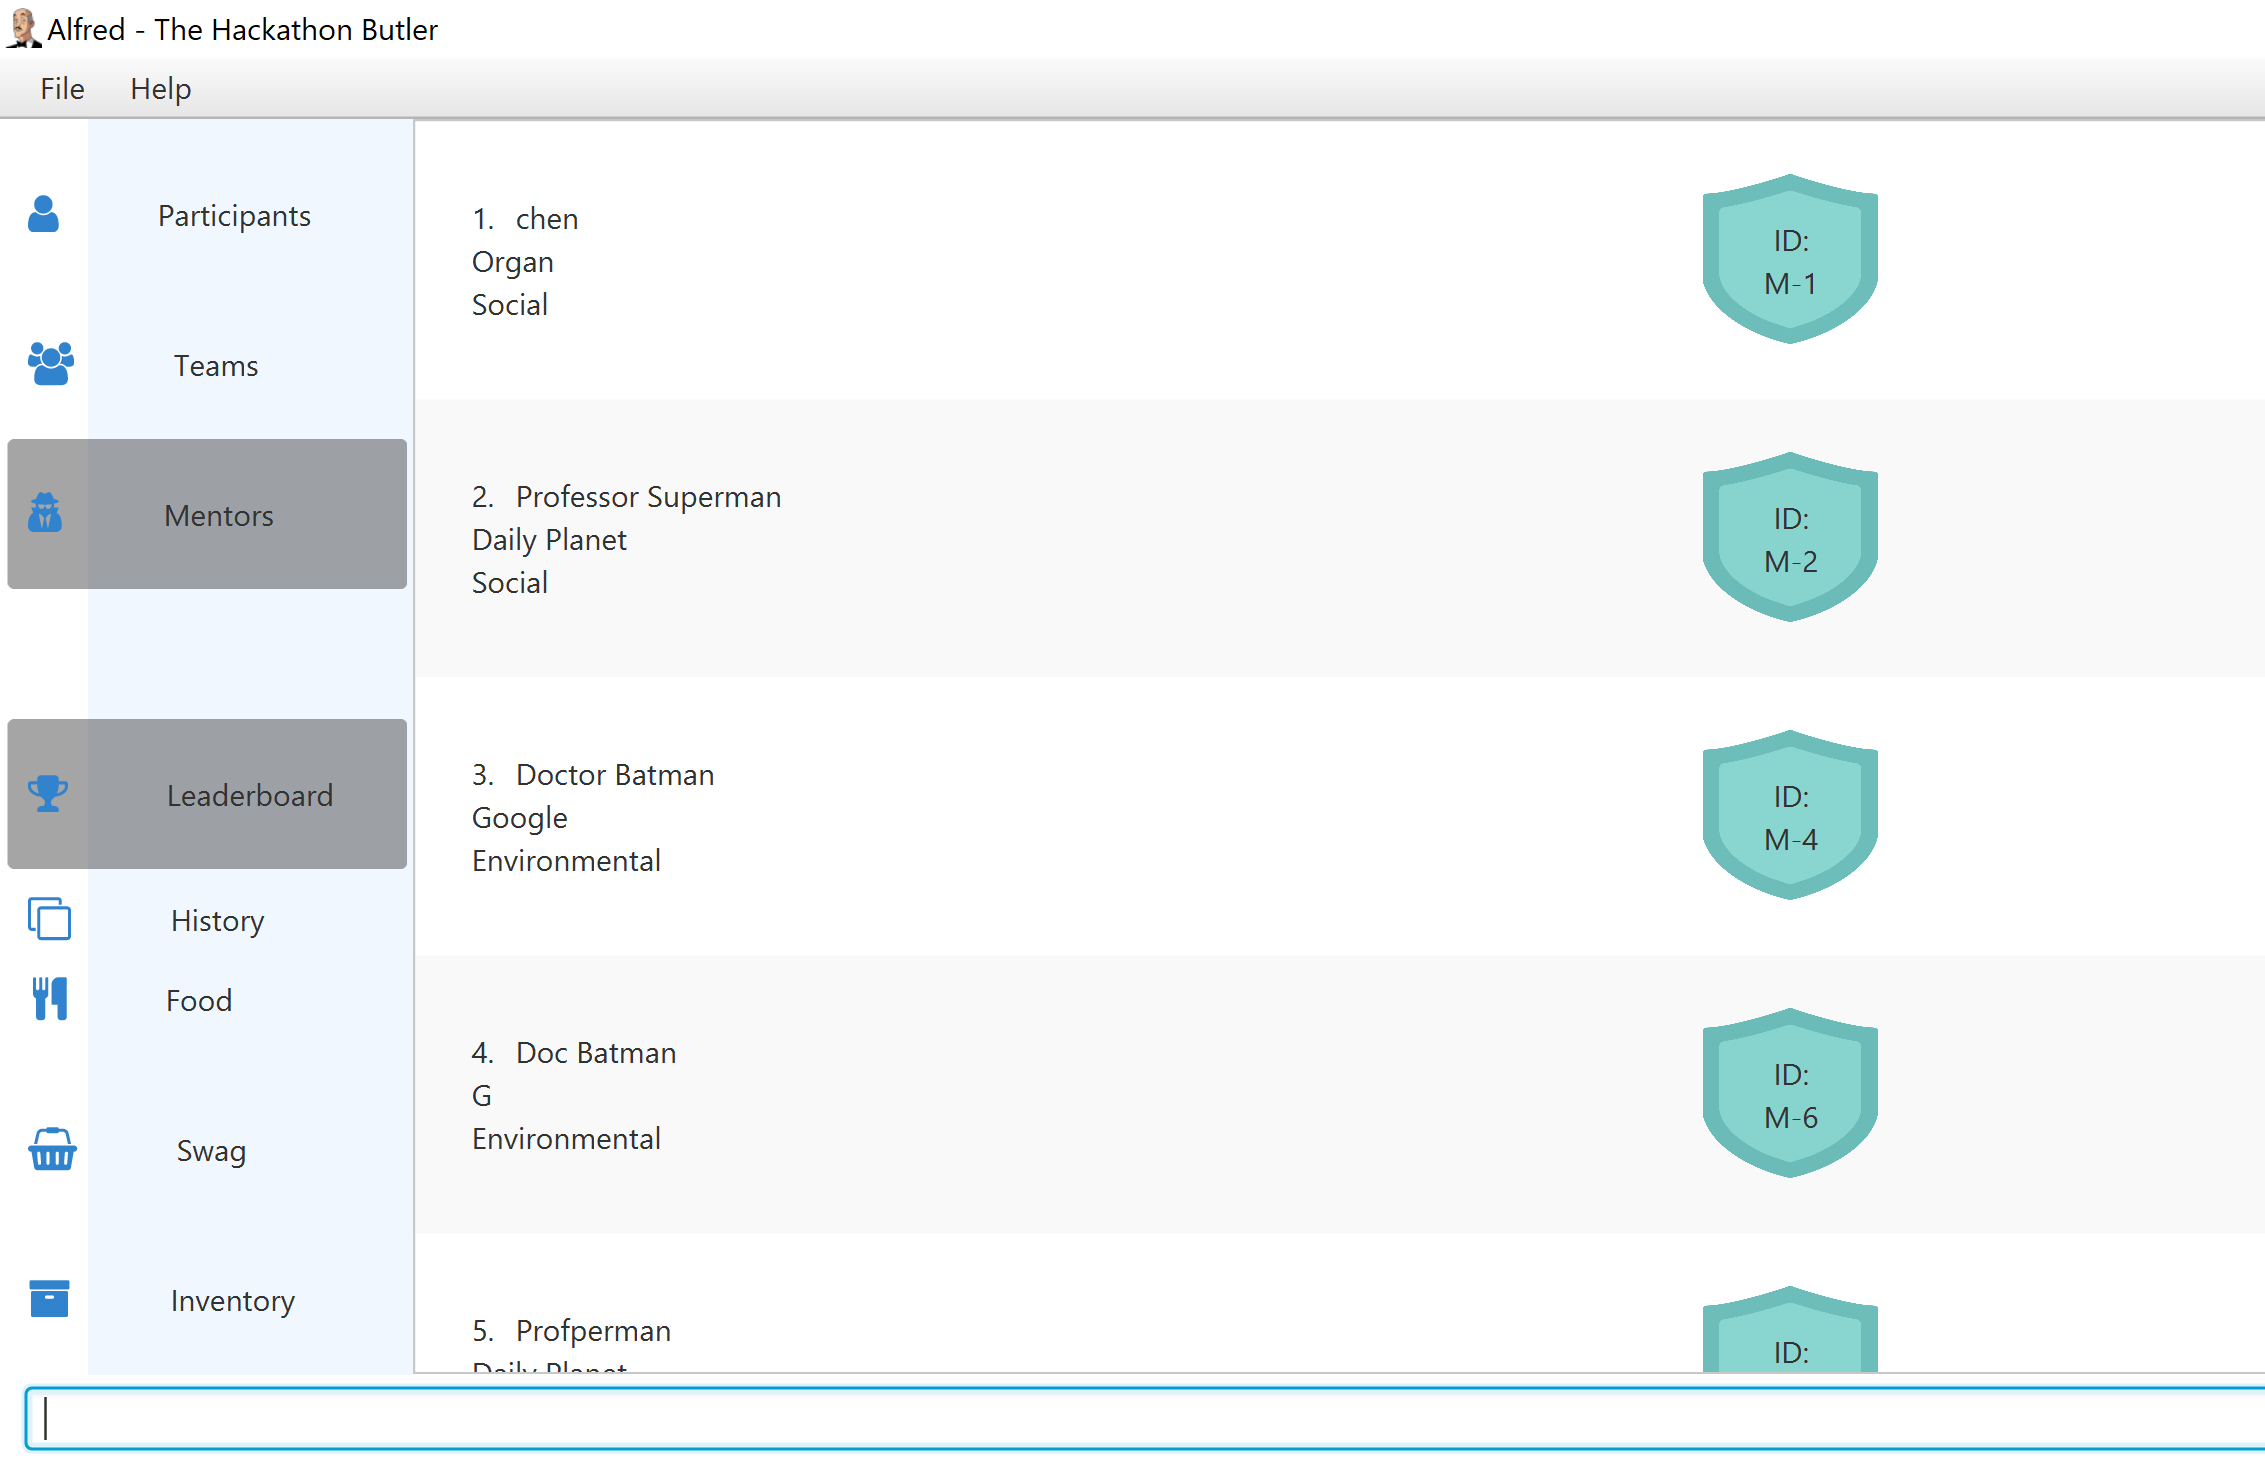 Alfred - The Hackathon Butler
File Help
Participants
Teams
Mentors
Leaderboard
History
Food
Swag
Inventory
1. chen
Organ
Social
ID:
M-1
2. Professor Superman
Daily Planet
Social
ID:
M-2
3. Doctor Batman
Google
Environmental
ID:
M-4
4. Doc Batman
G
Environmental
ID:
M-6
5. Profperman
Daily Planet
ID: